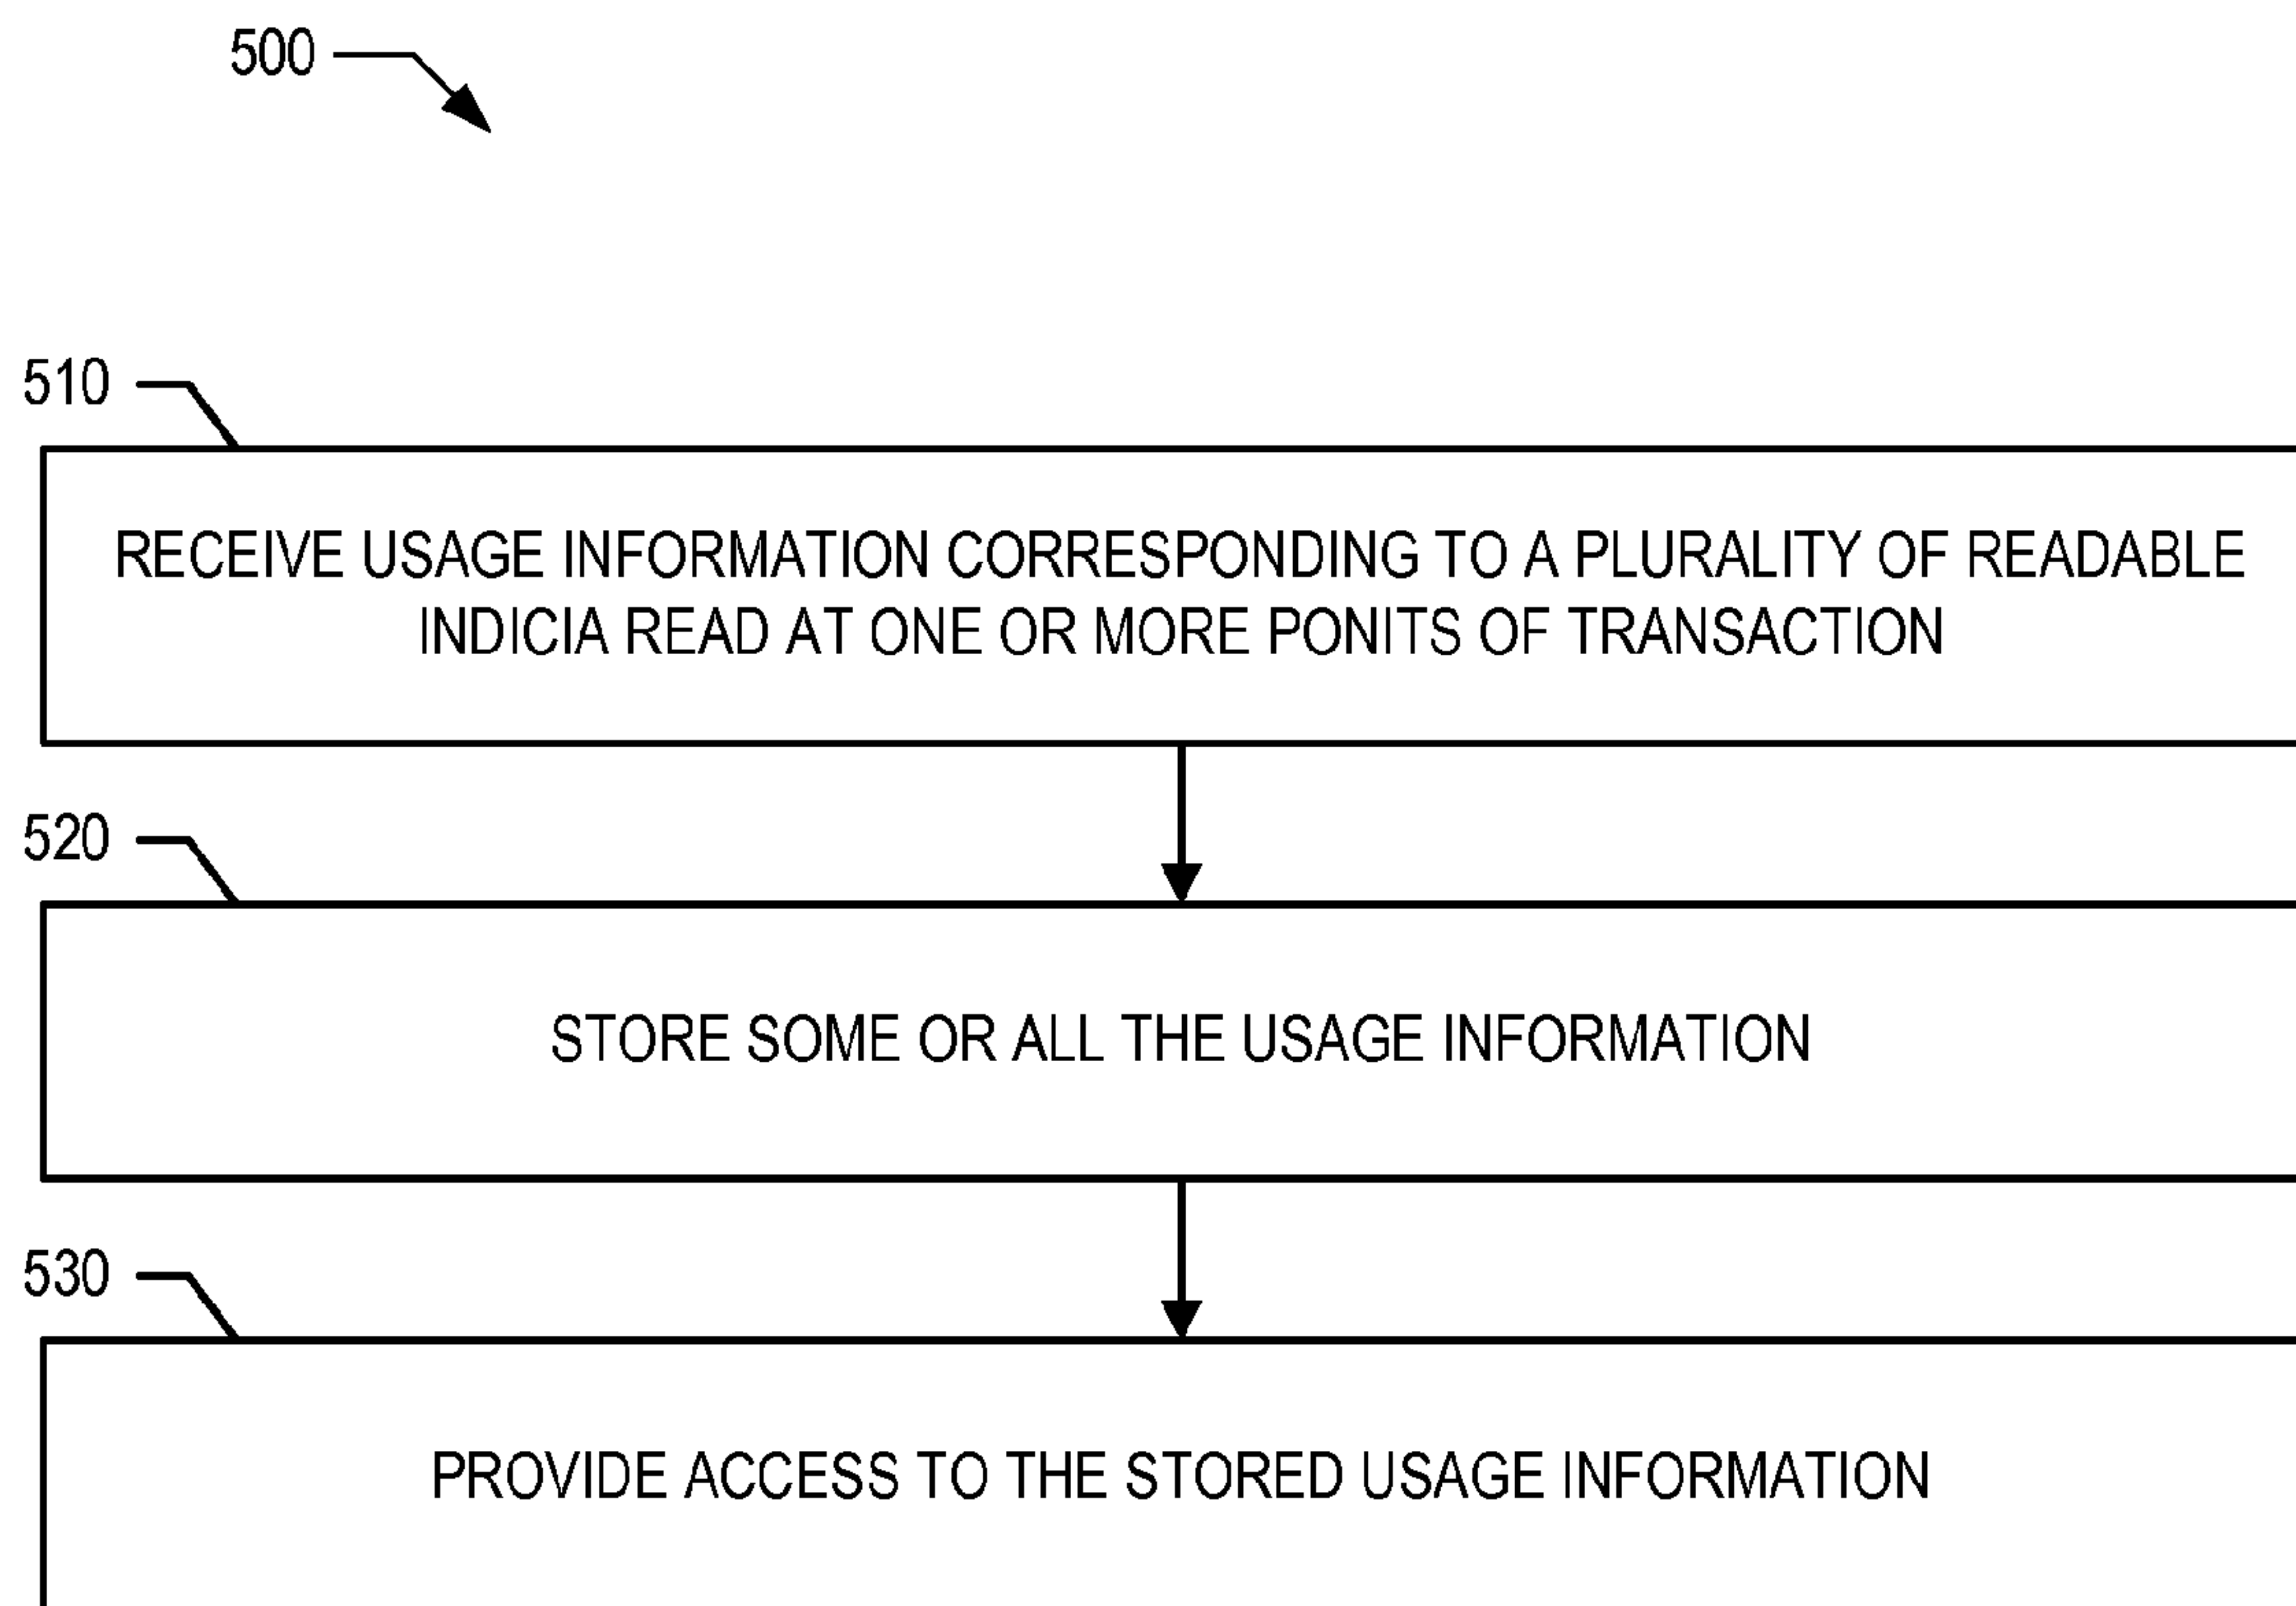 500
510
RECEIVE USAGE INFORMATION CORRESPONDING TO A PLURALITY OF READABLE
INDICIA READ AT ONE OR MORE PONITS OF TRANSACTION
520
STORE SOME OR ALL THE USAGE INFORMATION
530
PROVIDE ACCESS TO THE STORED USAGE INFORMATION